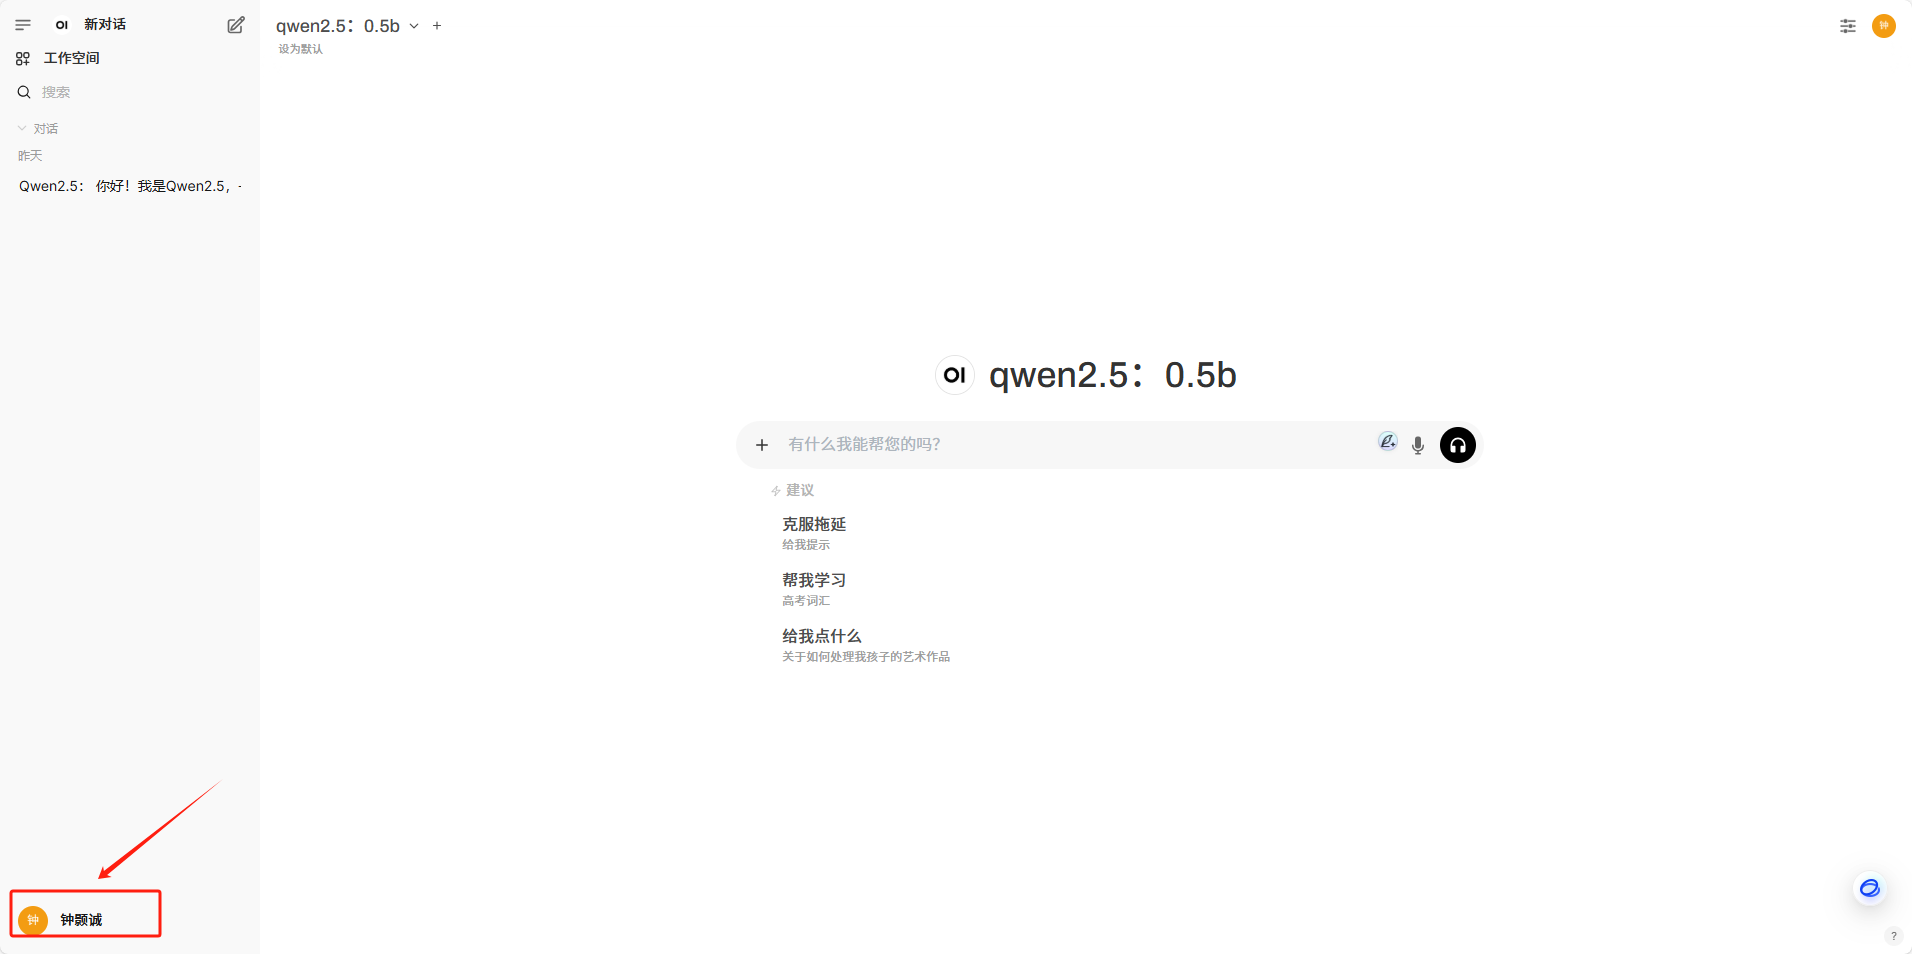 OI 新对话
工作空间
搜索
对话
昨天
Qwen2.5： 你好！我是Qwen2.5，
钟颢诚
qwen2.5：0.5b
设为默认
钟
OI qwen2.5：0.5b
有什么我能帮您的吗？
建议
克服拖延
给我提示
帮我学习
高考词汇
给我点什么
关于如何处理我孩子的艺术作品
钟
?